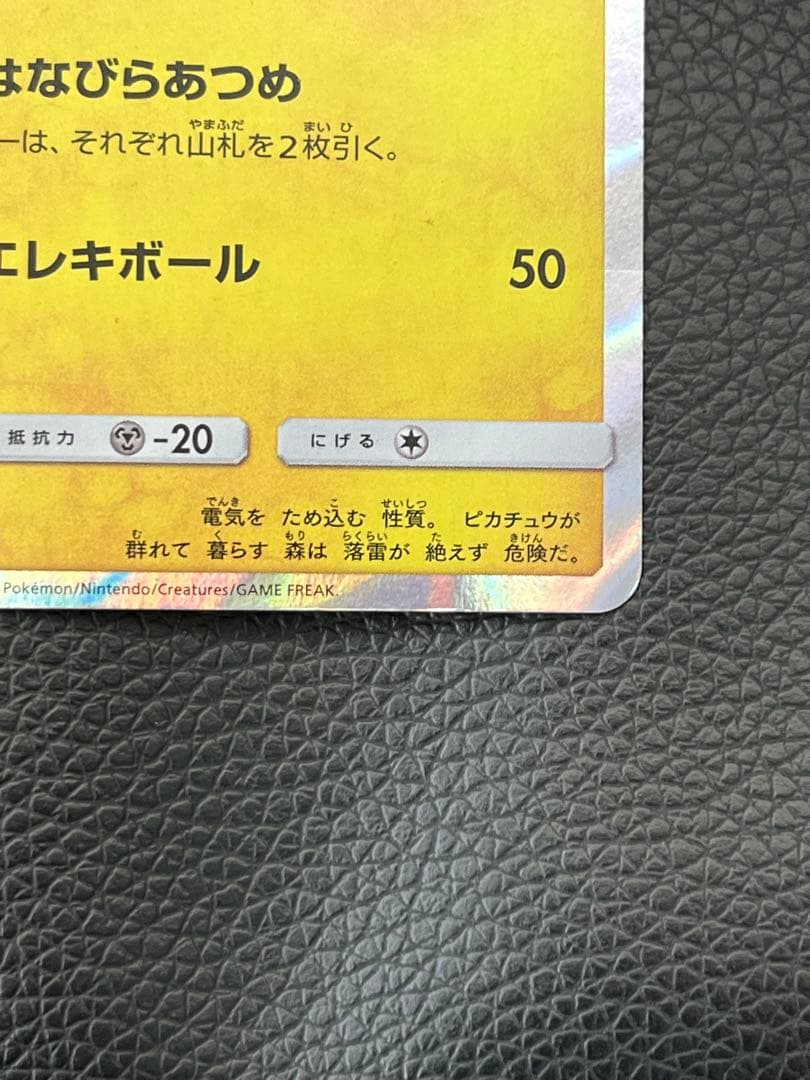 はなびらあつめ
ーは、それぞれ山札を2枚引く。
エレキボール 50
抵抗力 -20 にげる
電気を ため込む 性質。 ピカチュウが
群れて 暮らす 森は 落雷が 絶えず 危険だ。
Pokémon/Nintendo/Creatures/GAME FREAK.